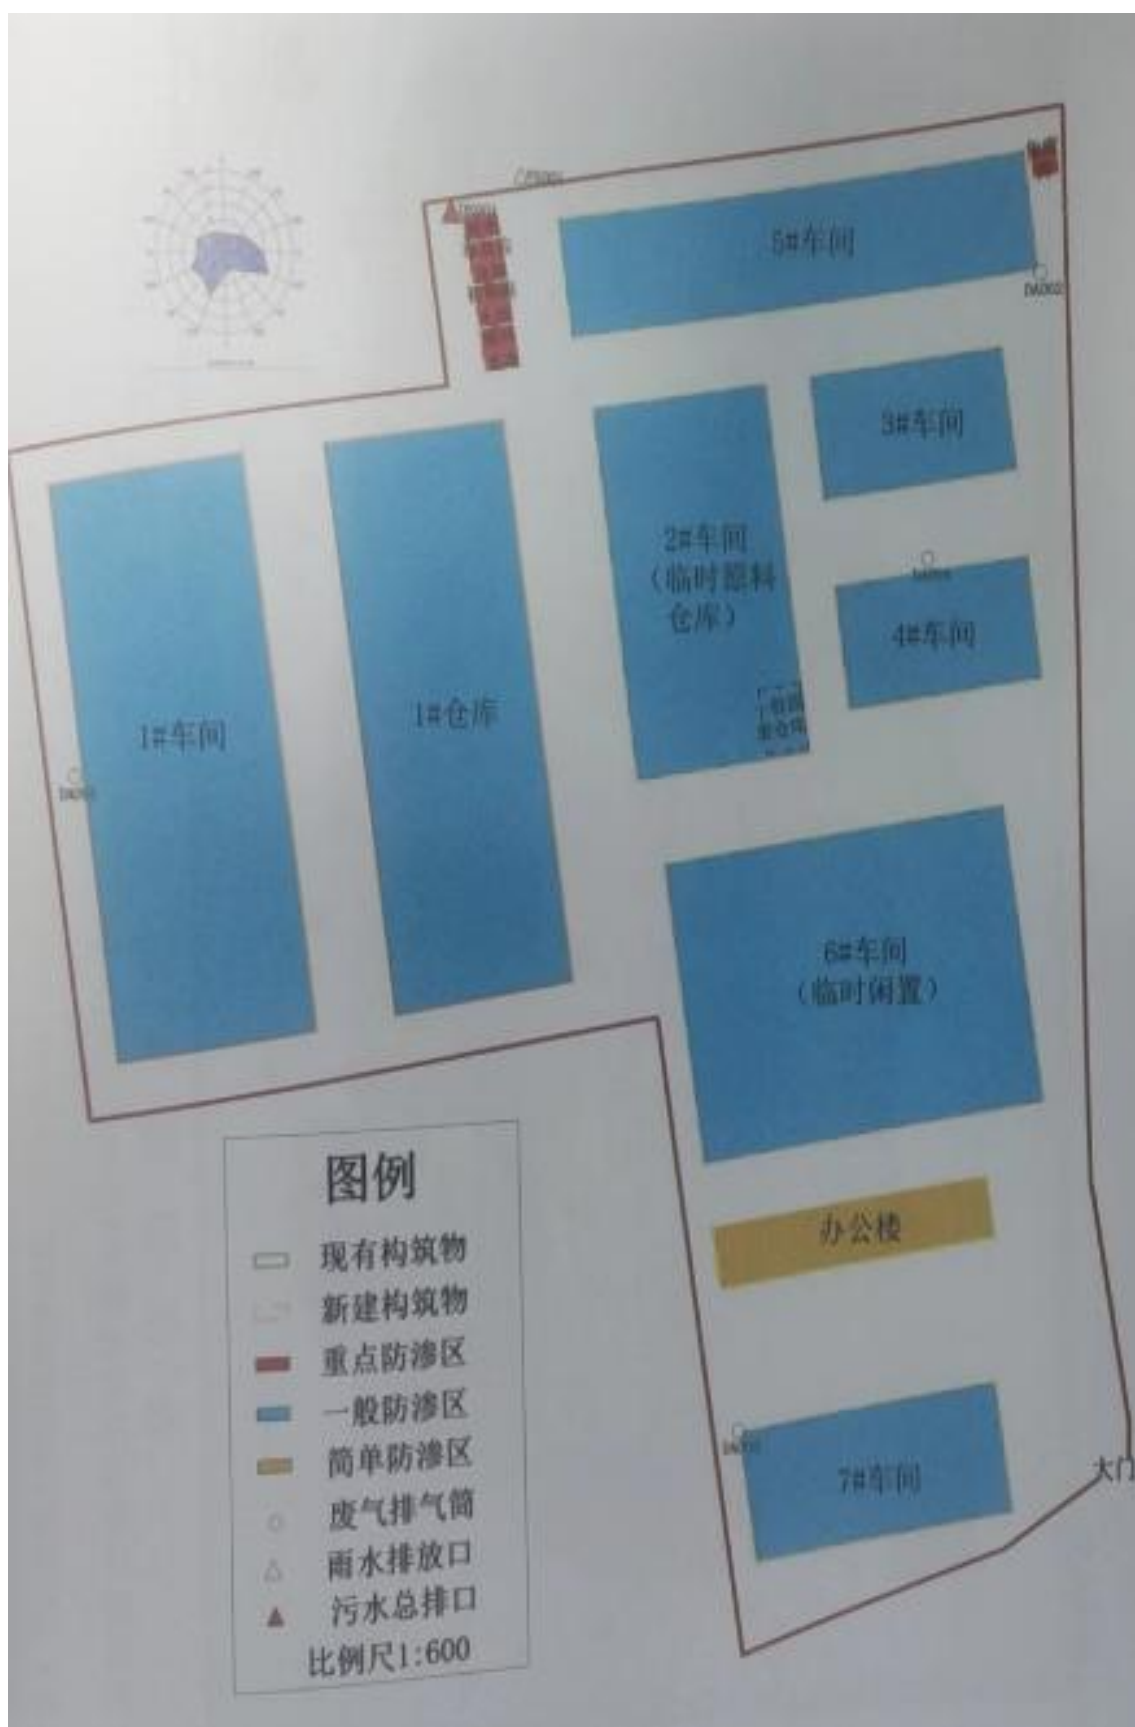 5#车间
DA002
3#车间
2#车间
（临时原料
仓库）
4#车间
1#车间
1#仓库
6#车间
（临时闲置）
办公楼
7#车间
大门
图例
现有构筑物
新建构筑物
重点防渗区
一般防渗区
简单防渗区
废气排气筒
雨水排放口
污水总排口
比例尺1:600